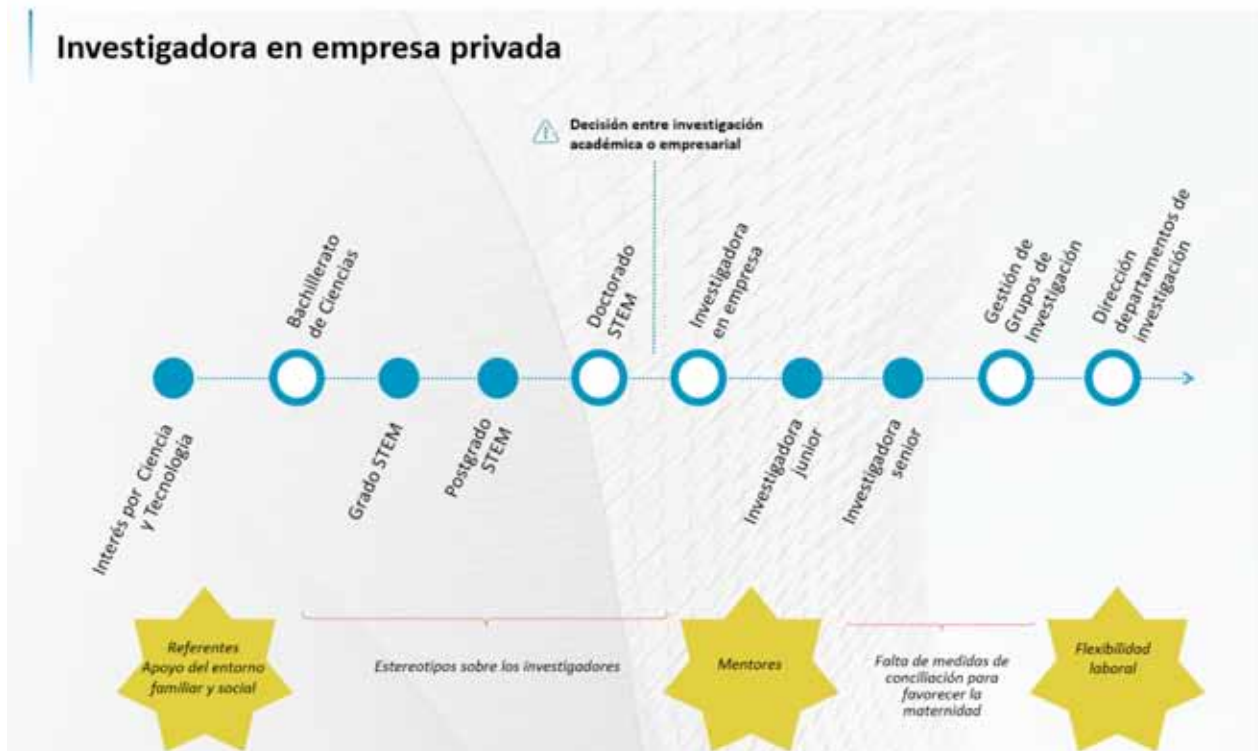 Investigadora en empresa privada
Decisión entre investigación
académica o empresarial
Interés por Ciencia
y Tecnología
Bachillerato
de Ciencias
Grado STEM
Postgrado
STEM
Doctorado
STEM
Investigadora
en empresa
Investigadora
junior
Investigadora
senior
Gestión de
Grupos de
Investigación
Dirección
departamentos de
investigación
Referentes
Apoyo del entorno
familiar y social
Estereotipos sobre los investigadores
Mentores
Falta de medidas de
conciliación para
favorecer la
maternidad
Flexibilidad
laboral